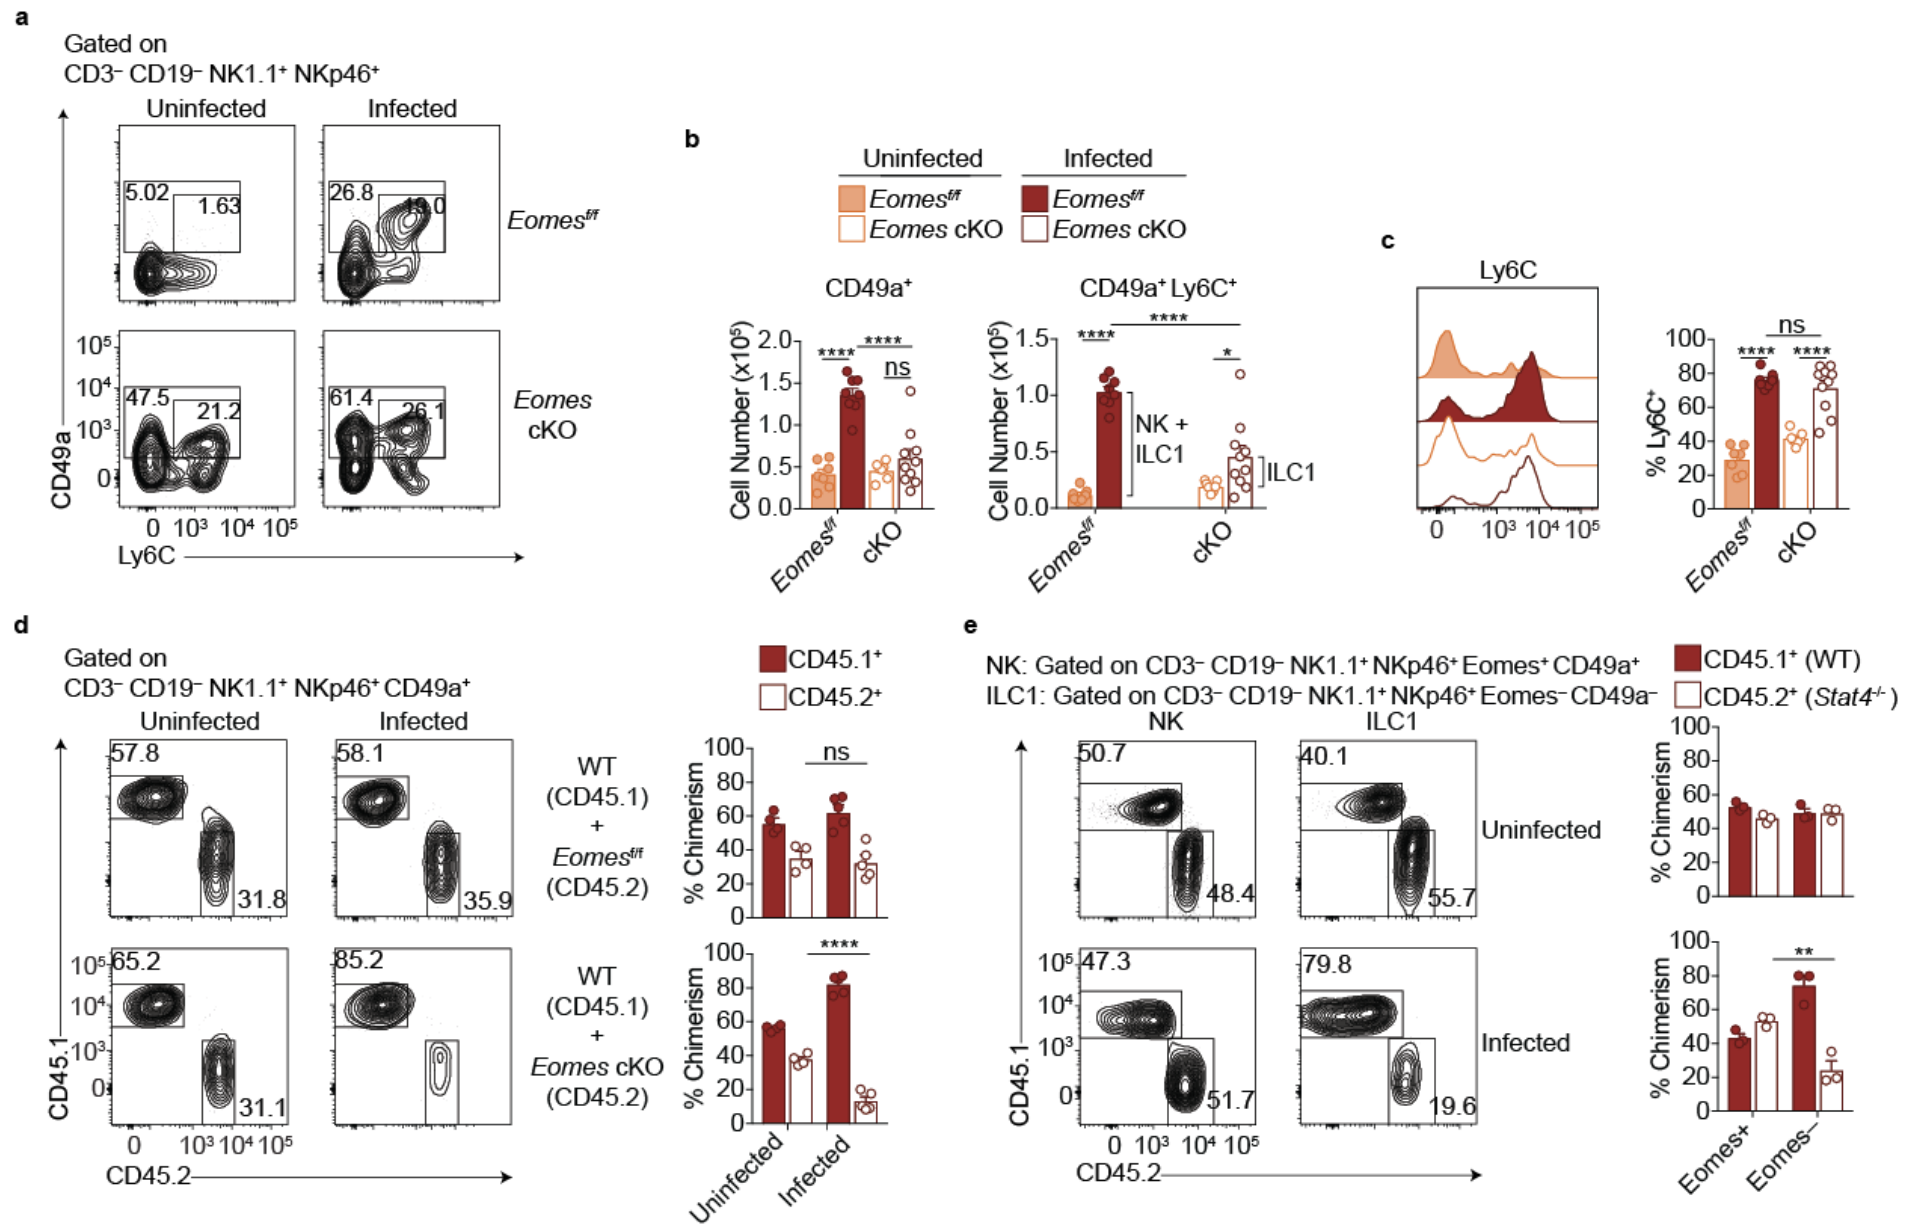 a
Gated on
CD3– CD19– NK1.1+ NKp46+
Uninfected
Infected
5.02
1.63
26.8
19.0
Eomesf/f
10⁵
10⁴
10³
0
47.5
21.2
61.4
26.1
Eomes
cKO
CD49a
0
10³
10⁴
10⁵
Ly6C
b
Uninfected
Infected
Eomesf/f
Eomesf/f
Eomes cKO
Eomes cKO
CD49a+
Cell Number (x10⁵)
2.0
1.5
1.0
0.5
0.0
****
****
ns
Eomesf/f
cKO
CD49a+ Ly6C+
Cell Number (x10⁵)
1.5
1.0
0.5
0.0
****
****
*
NK +
ILC1
ILC1
Eomesf/f
cKO
c
Ly6C
0
10³
10⁴
10⁵
% Ly6C+
100
80
60
40
20
0
ns
****
****
Eomesf/f
cKO
d
Gated on
CD3– CD19– NK1.1+ NKp46+ CD49a+
CD45.1+
CD45.2+
Uninfected
Infected
57.8
31.8
58.1
35.9
WT
(CD45.1)
+
Eomesf/f
(CD45.2)
% Chimerism
100
80
60
40
20
0
ns
10⁵
10⁴
10³
0
65.2
31.1
85.2
WT
(CD45.1)
+
Eomes cKO
(CD45.2)
% Chimerism
100
80
60
40
20
0
****
Uninfected
Infected
CD45.1
0
10³
10⁴
10⁵
CD45.2
e
NK: Gated on CD3– CD19– NK1.1+ NKp46+ Eomes+ CD49a+
ILC1: Gated on CD3– CD19– NK1.1+ NKp46+ Eomes– CD49a–
CD45.1+ (WT)
CD45.2+ (Stat4-/-)
NK
ILC1
50.7
48.4
40.1
55.7
Uninfected
% Chimerism
100
80
60
40
20
0
10⁵
10⁴
10³
0
47.3
51.7
79.8
19.6
Infected
% Chimerism
100
80
60
40
20
0
**
Eomes+
Eomes–
CD45.1
0
10³
10⁴
10⁵
CD45.2